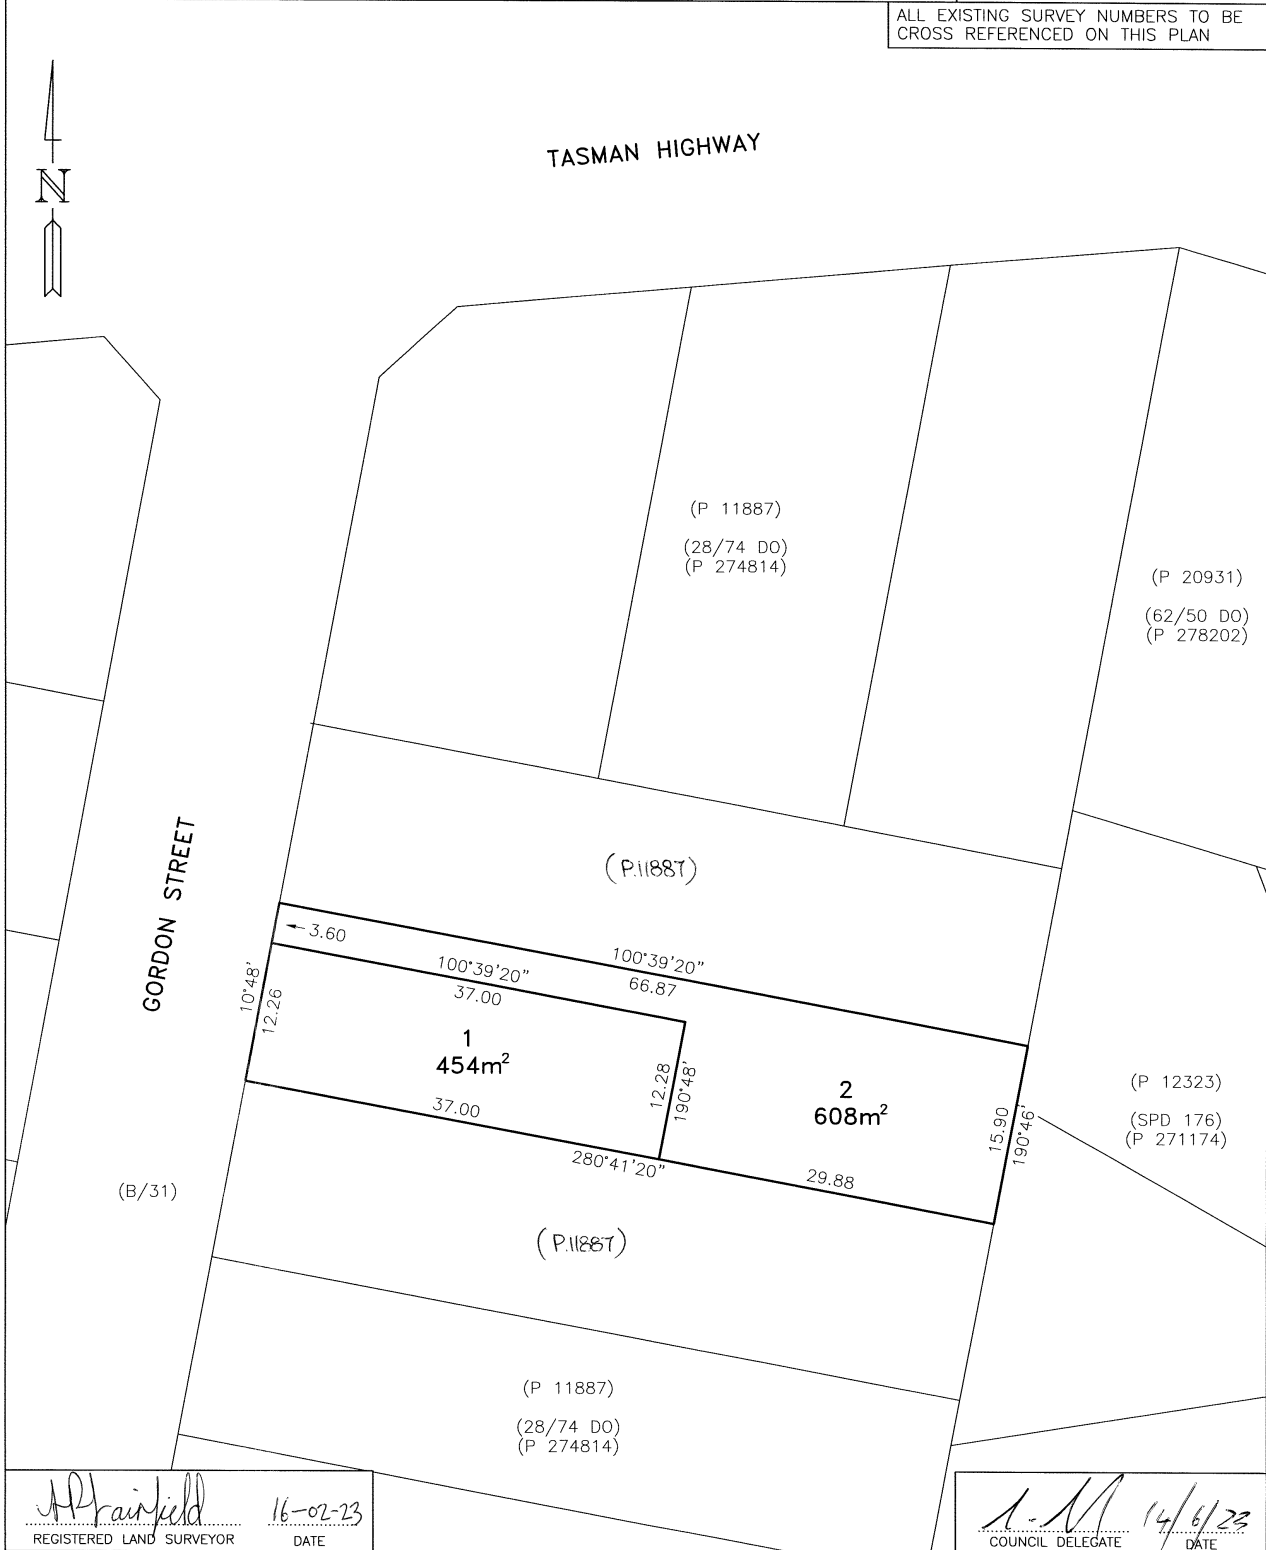 ALL EXISTING SURVEY NUMBERS TO BE
CROSS REFERENCED ON THIS PLAN
N
TASMAN HIGHWAY
(P 11887)
(28/74 DO)
(P 274814)
(P 20931)
(62/50 DO)
(P 278202)
GORDON STREET
(P.11887)
3.60
100°39'20"
37.00
100°39'20"
66.87
10°48'
12.26
1
454m²
12.28
190°48'
2
608m²
15.90
190°46'
(P 12323)
(SPD 176)
(P 271174)
37.00
280°41'20"
29.88
(B/31)
(P.11887)
(P 11887)
(28/74 DO)
(P 274814)
16-02-23
REGISTERED LAND SURVEYOR
DATE
14/6/23
COUNCIL DELEGATE
DATE